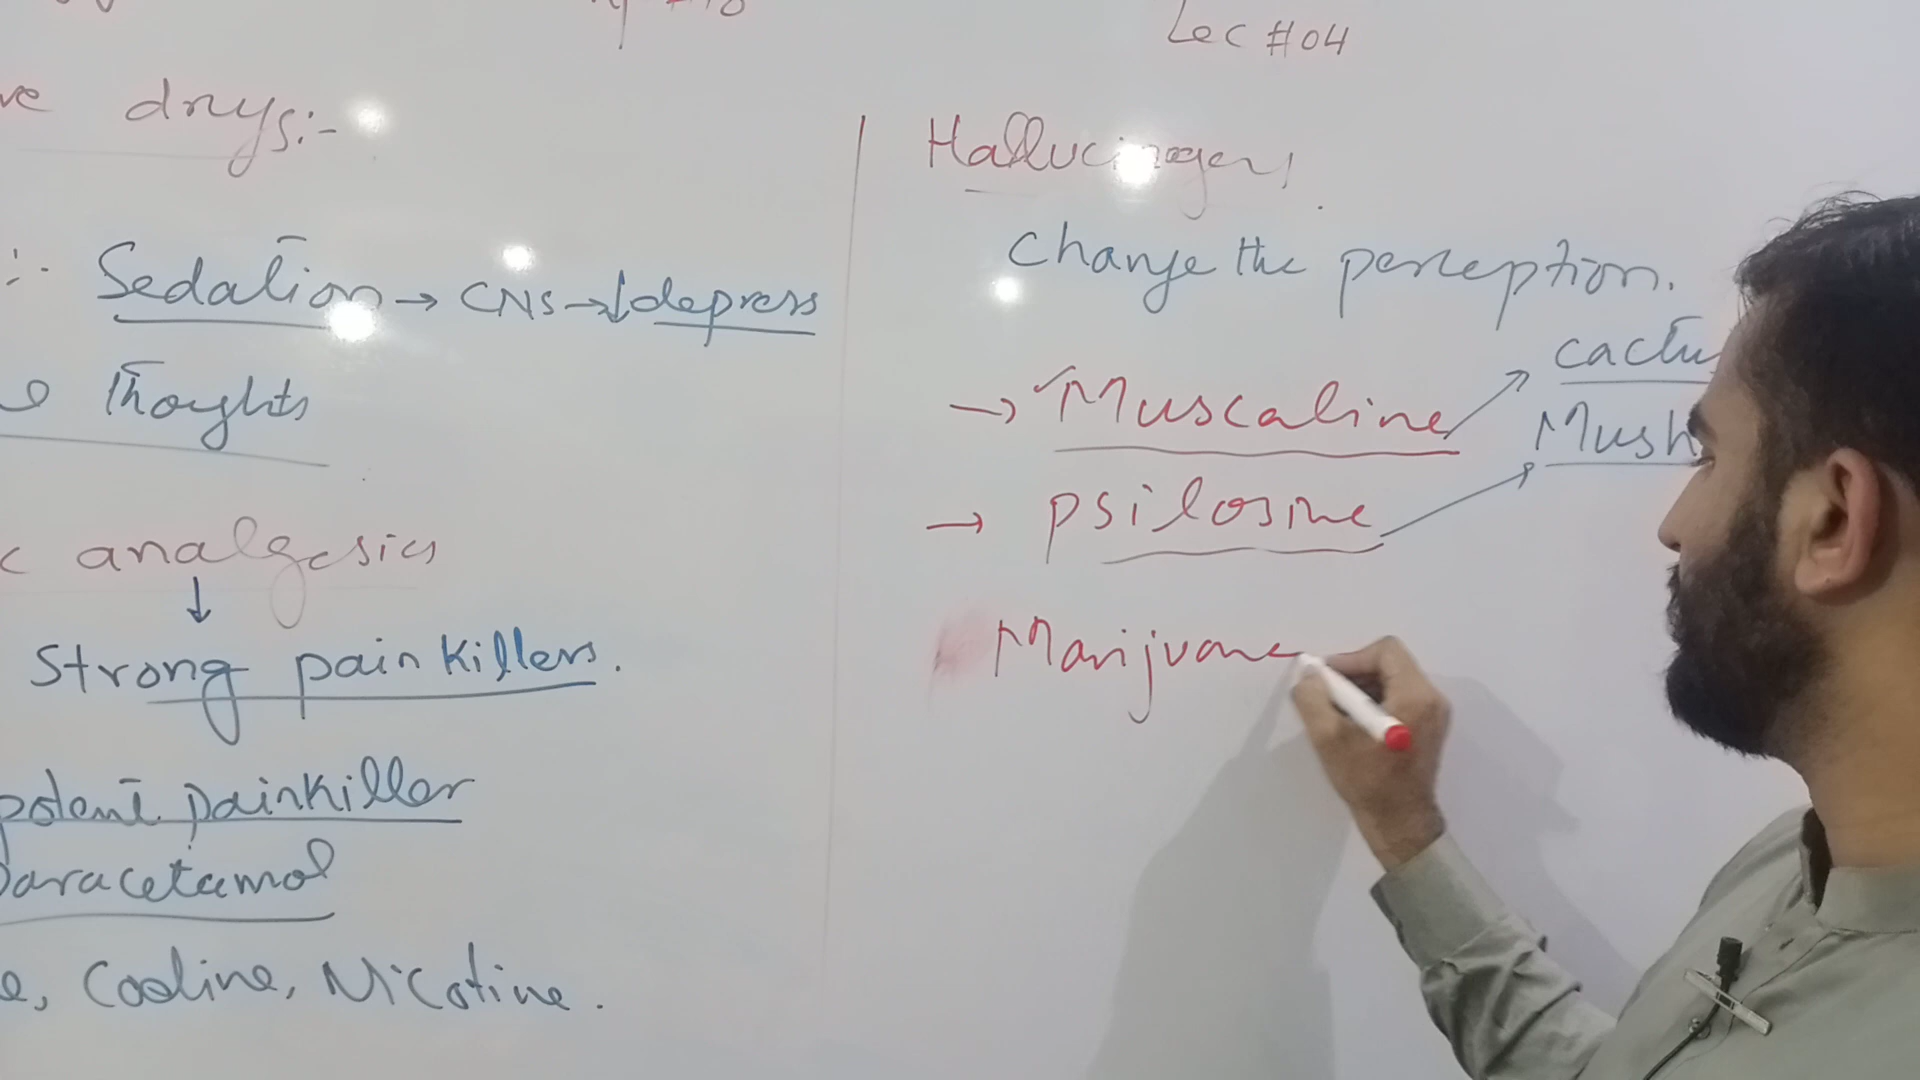 Lec #04
ve drugs:-
:- Sedation → CNS → ↓ depress
Thoughts
c analgesics
↓
Strong pain killers.
potent painkiller
Paracetamol
e, Codine, Nicotine.
Hallucinogens
Change the perception.
→ ✓ Muscaline cactu
→ psilosine Mush
Marijuane